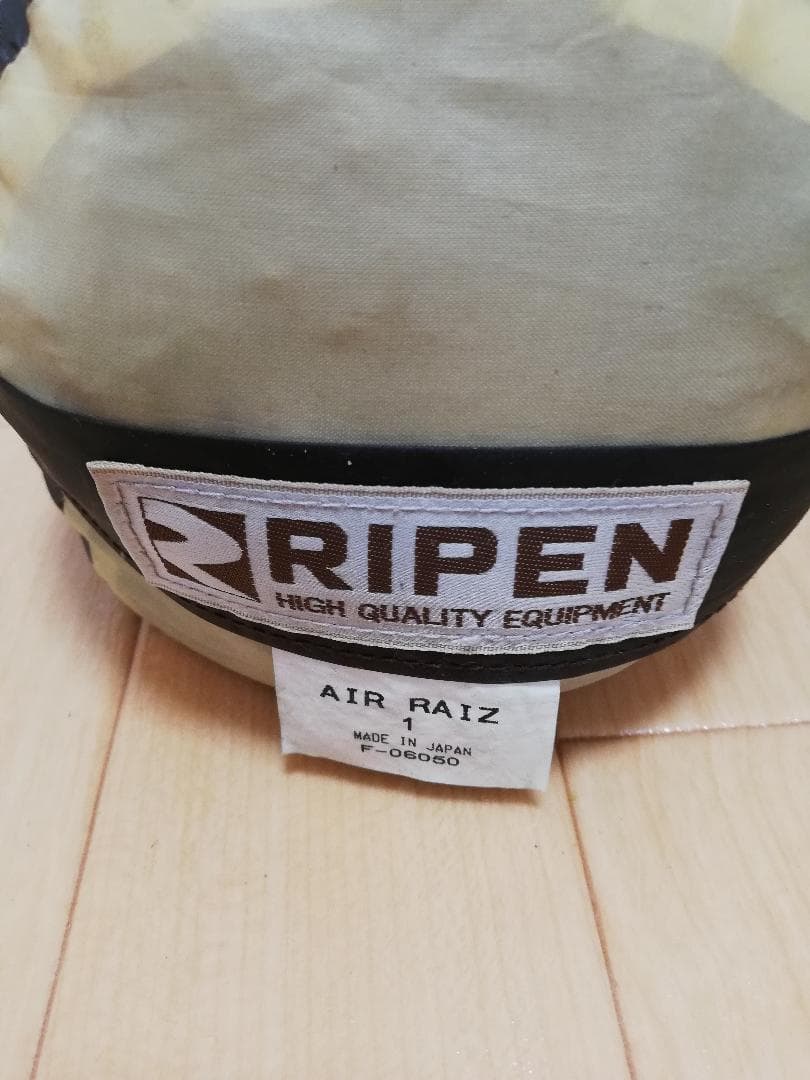 RIPEN
HIGH QUALITY EQUIPMENT
AIR RAIZ
1
MADE IN JAPAN
F-06050